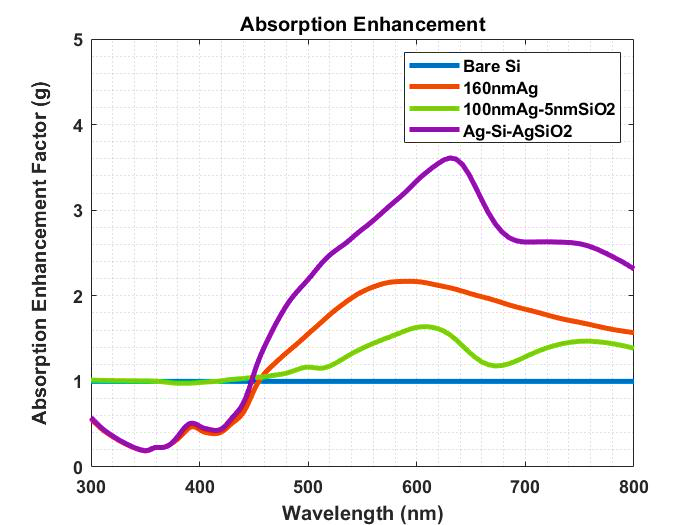 Absorption Enhancement
5
4
3
2
1
0
Absorption Enhancement Factor (g)
Bare Si
160nmAg
100nmAg-5nmSiO2
Ag-Si-AgSiO2
300 400 500 600 700 800
Wavelength (nm)